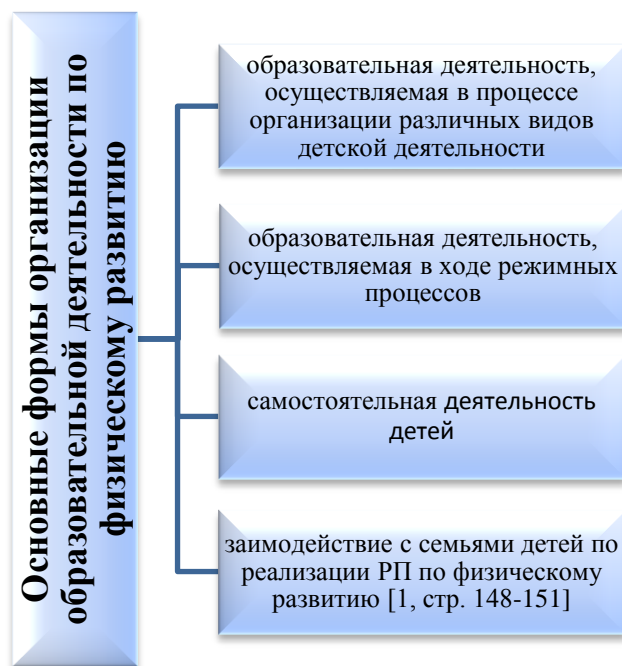 Основные формы организации
образовательной деятельности по
физическому развитию
образовательная деятельность,
осуществляемая в процессе
организации различных видов
детской деятельности
образовательная деятельность,
осуществляемая в ходе режимных
процессов
самостоятельная деятельность
детей
заимодействие с семьями детей по
реализации РП по физическому
развитию [1, стр. 148-151]